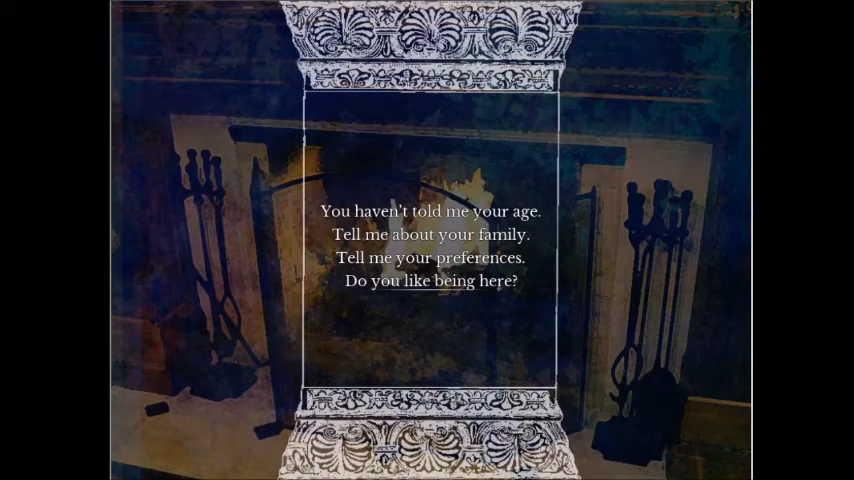 You haven't told me your age.
Tell me about your family.
Tell me your preferences.
Do you like being here?